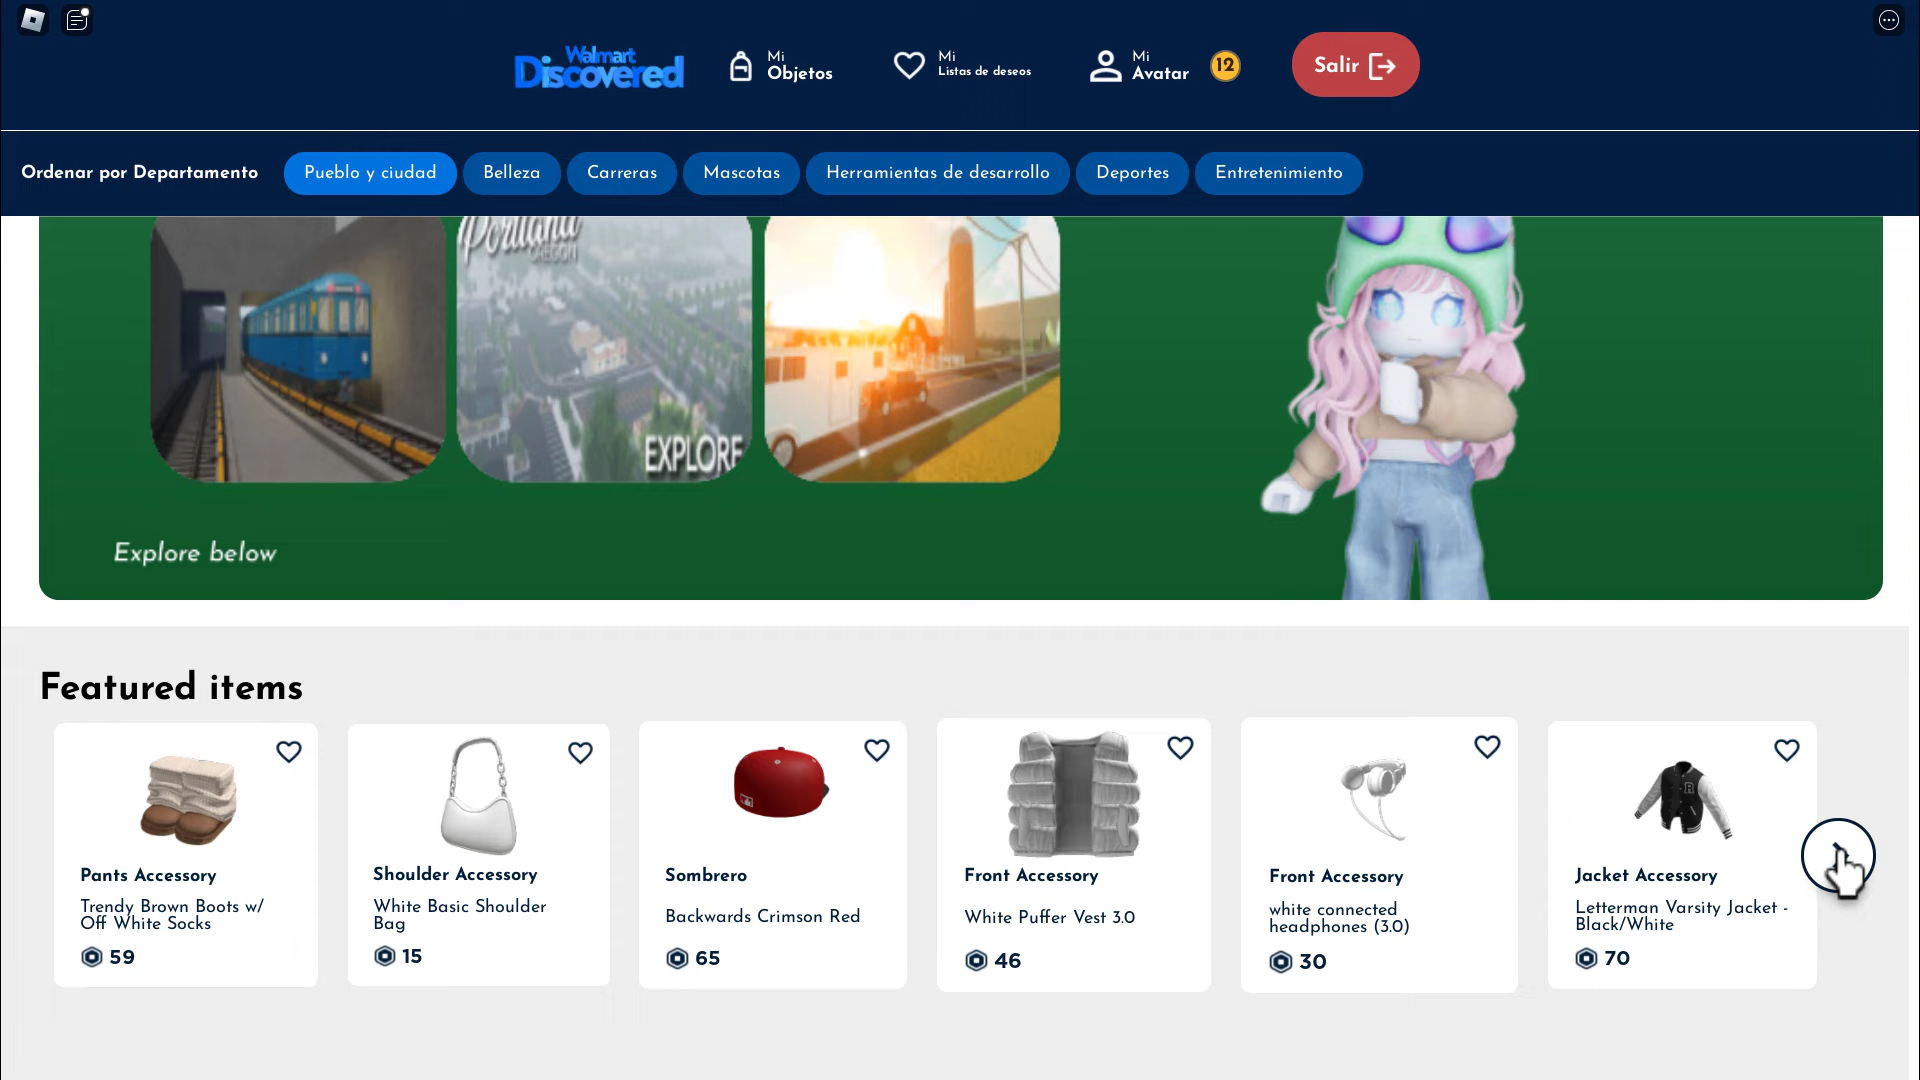 Walmart
Discovered
Mi
Objetos
Mi
Listas de deseos
Mi
Avatar
12
Salir
Ordenar por Departamento
Pueblo y ciudad
Belleza
Carreras
Mascotas
Herramientas de desarrollo
Deportes
Entretenimiento
Portland
OREGON
EXPLORE
Explore below
Featured items
Pants Accessory
Trendy Brown Boots w/
Off White Socks
59
Shoulder Accessory
White Basic Shoulder
Bag
15
Sombrero
Backwards Crimson Red
65
Front Accessory
White Puffer Vest 3.0
46
Front Accessory
white connected
headphones (3.0)
30
Jacket Accessory
Letterman Varsity Jacket -
Black/White
70